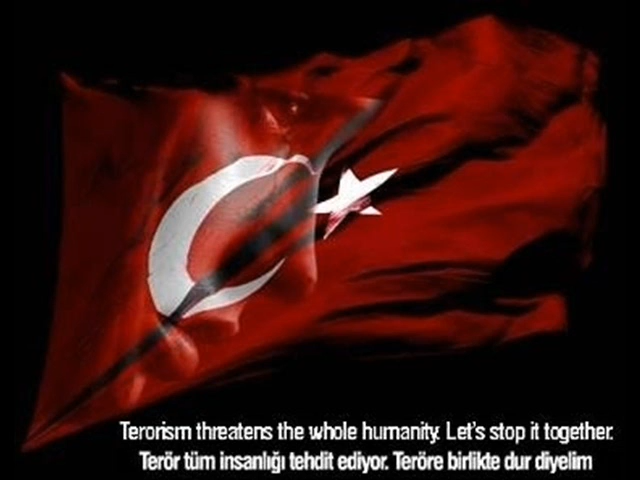 Terorism threatens the whole humanity. Let's stop it together.
Terör tüm insanlığı tehdit ediyor. Teröre birlikte dur diyelim